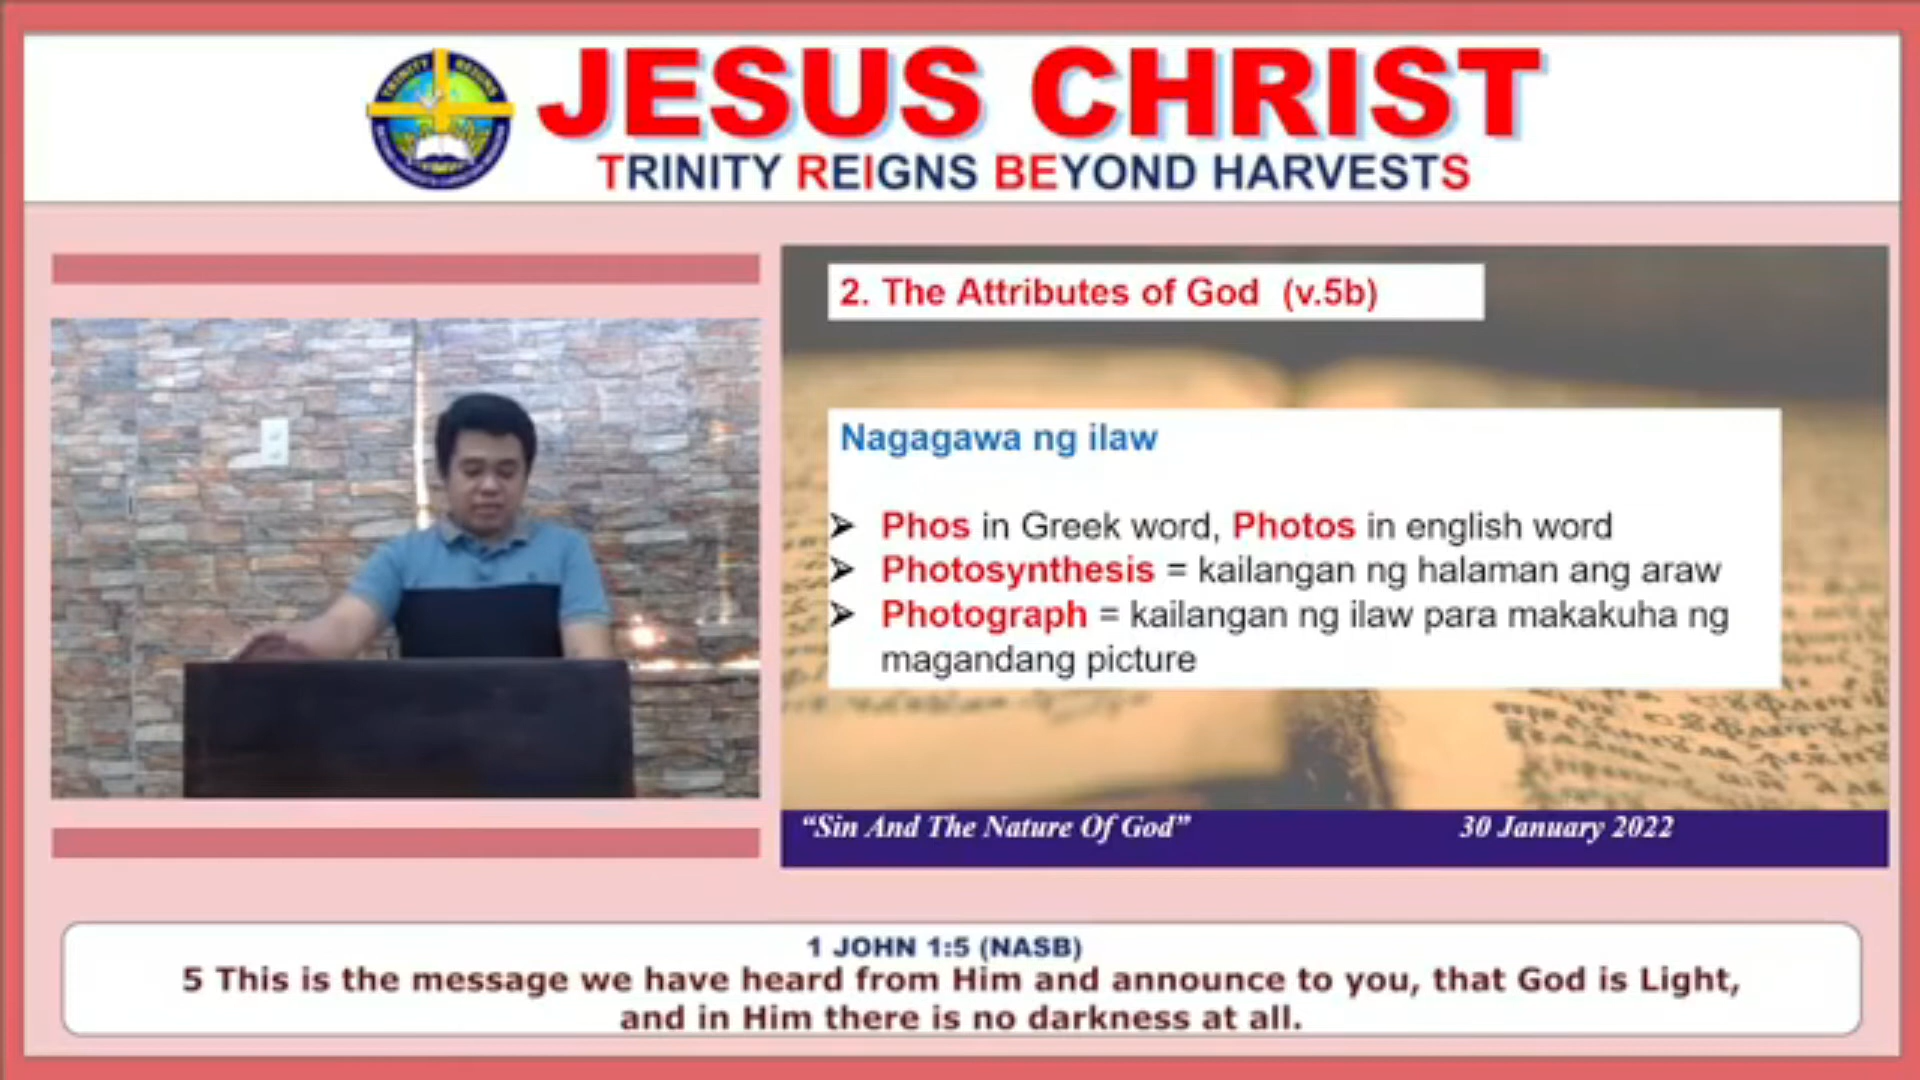 TRINITY REIGNS
JESUS CHRIST
TRINITY REIGNS BEYOND HARVESTS
2. The Attributes of God (v.5b)
Nagagawa ng ilaw
➤ Phos in Greek word, Photos in english word
➤ Photosynthesis = kailangan ng halaman ang araw
➤ Photograph = kailangan ng ilaw para makakuha ng
magandang picture
“Sin And The Nature Of God”
30 January 2022
1 JOHN 1:5 (NASB)
5 This is the message we have heard from Him and announce to you, that God is Light,
and in Him there is no darkness at all.